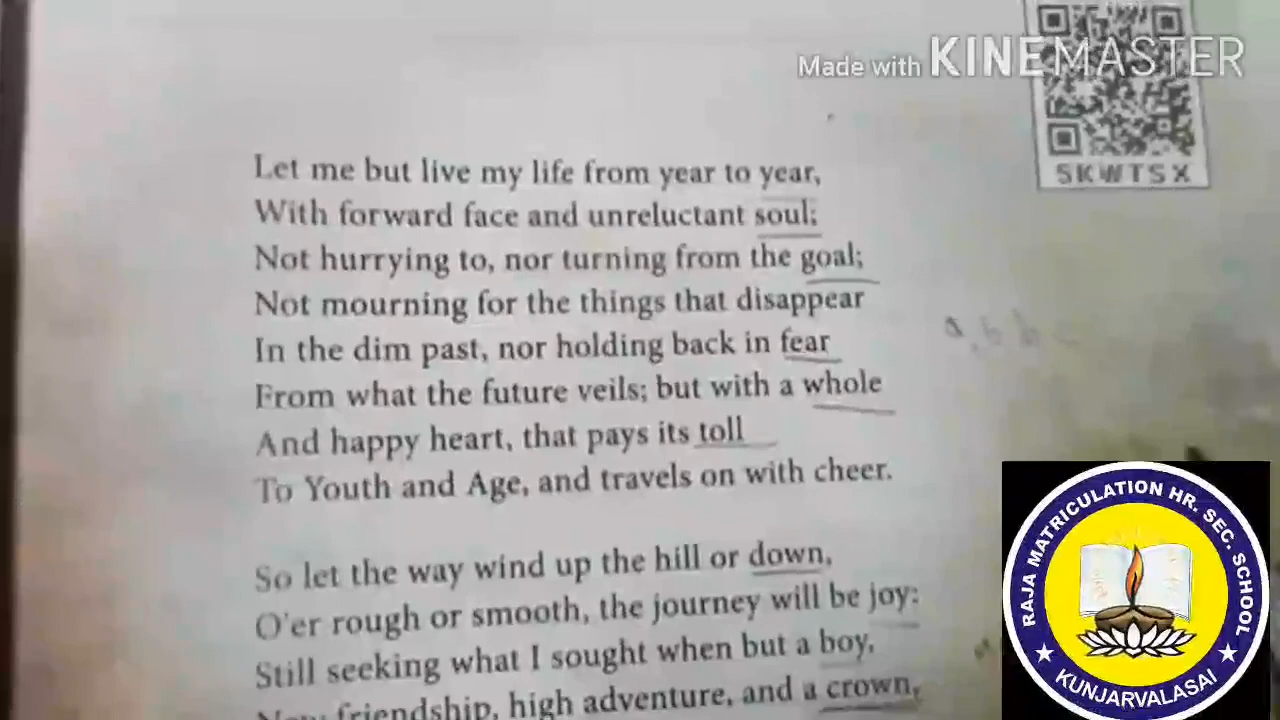 Made with KINEMASTER
5KWTSX
Let me but live my life from year to year,
With forward face and unreluctant soul;
Not hurrying to, nor turning from the goal;
Not mourning for the things that disappear
In the dim past, nor holding back in fear
From what the future veils; but with a whole
And happy heart, that pays its toll
To Youth and Age, and travels on with cheer.
So let the way wind up the hill or down,
O'er rough or smooth, the journey will be joy:
Still seeking what I sought when but a boy,
friendship, high adventure, and a crown,
RAJA MATRICULATION HR. SEC. SCHOOL
KUNJARVALASAI